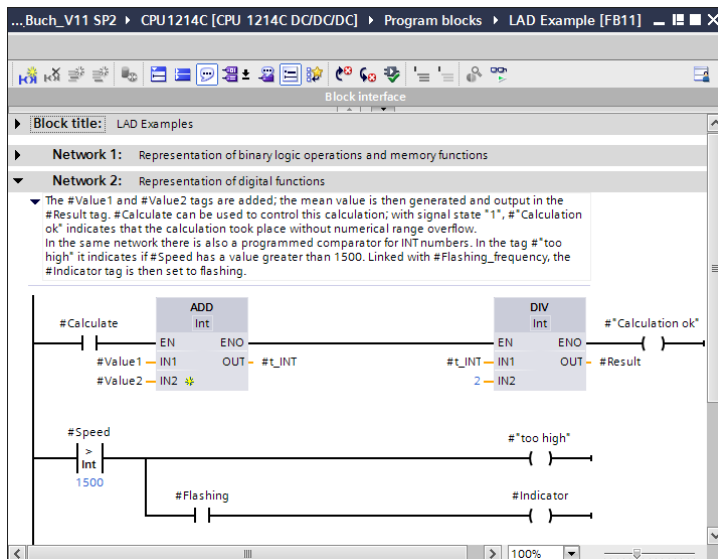 ...Buch_V11 SP2 ▸ CPU1214C [CPU 1214C DC/DC/DC] ▸ Program blocks ▸ LAD Example [FB11]
Block interface
Block title: LAD Examples
Network 1: Representation of binary logic operations and memory functions
Network 2: Representation of digital functions
The #Value1 and #Value2 tags are added; the mean value is then generated and output in the
#Result tag. #Calculate can be used to control this calculation; with signal state "1", #"Calculation
ok" indicates that the calculation took place without numerical range overflow.
In the same network there is also a programmed comparator for INT numbers. In the tag #"too
high" it indicates if #Speed has a value greater than 1500. Linked with #Flashing_frequency, the
#Indicator tag is then set to flashing.
ADD DIV
#Calculate Int Int #"Calculation ok"
EN ENO EN ENO
#Value1 IN1 OUT #t_INT #t_INT IN1 OUT #Result
#Value2 IN2 2 IN2
#Speed #"too high"
>
Int
1500
#Flashing #Indicator
100%